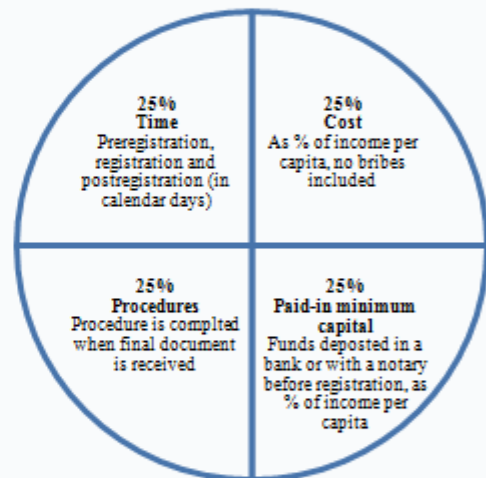 25%
Time
Preregistration,
registration and
postregistration (in
calendar days)
25%
Cost
As % of income per
capita, no bribes
included
25%
Procedures
Procedure is complted
when final document
is received
25%
Paid-in minimum
capital
Funds deposted in a
bank or with a notary
before registration, as
% of income per
capita